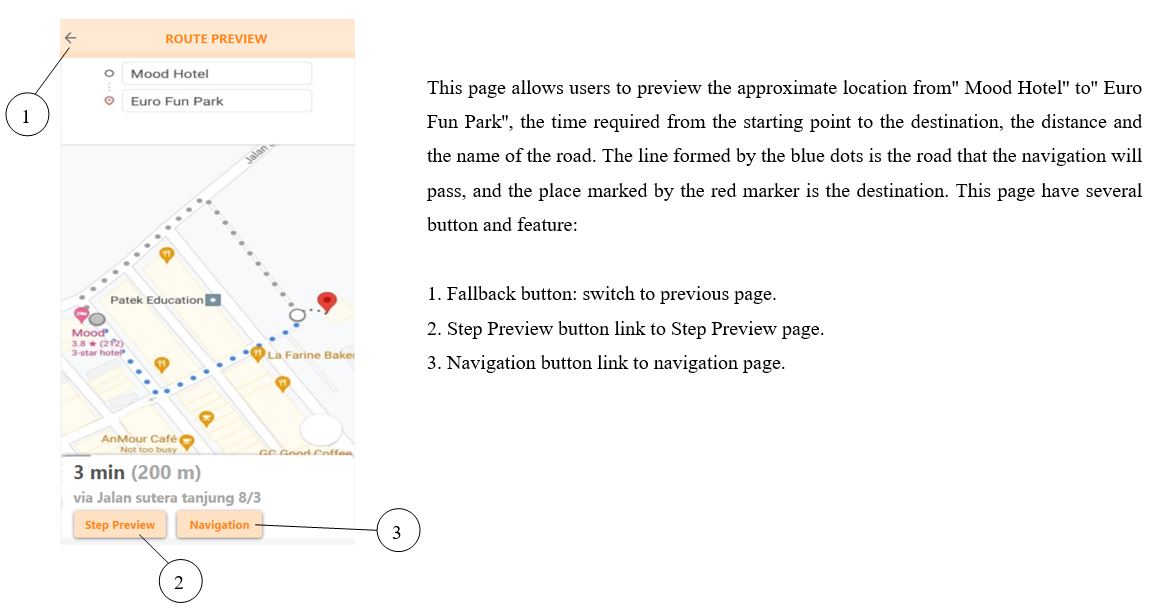 ROUTE PREVIEW
Mood Hotel
Euro Fun Park
1
Jalan
Patek Education
Mood
3.8 ★ (212)
3-star hotel
La Farine Baker
AnMour Café
Not too busy
GC Good Coffee
3 min (200 m)
via Jalan sutera tanjung 8/3
Step Preview
Navigation
3
2
This page allows users to preview the approximate location from" Mood Hotel" to" Euro
Fun Park", the time required from the starting point to the destination, the distance and
the name of the road. The line formed by the blue dots is the road that the navigation will
pass, and the place marked by the red marker is the destination. This page have several
button and feature:
1. Fallback button: switch to previous page.
2. Step Preview button link to Step Preview page.
3. Navigation button link to navigation page.